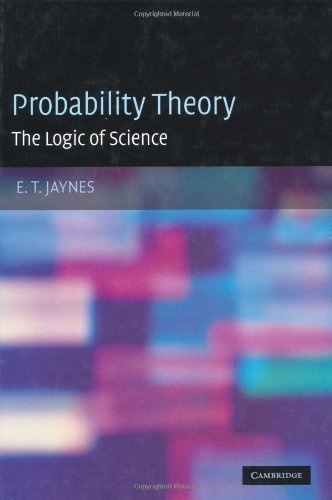 Probability Theory
The Logic of Science
E. T. JAYNES
CAMBRIDGE